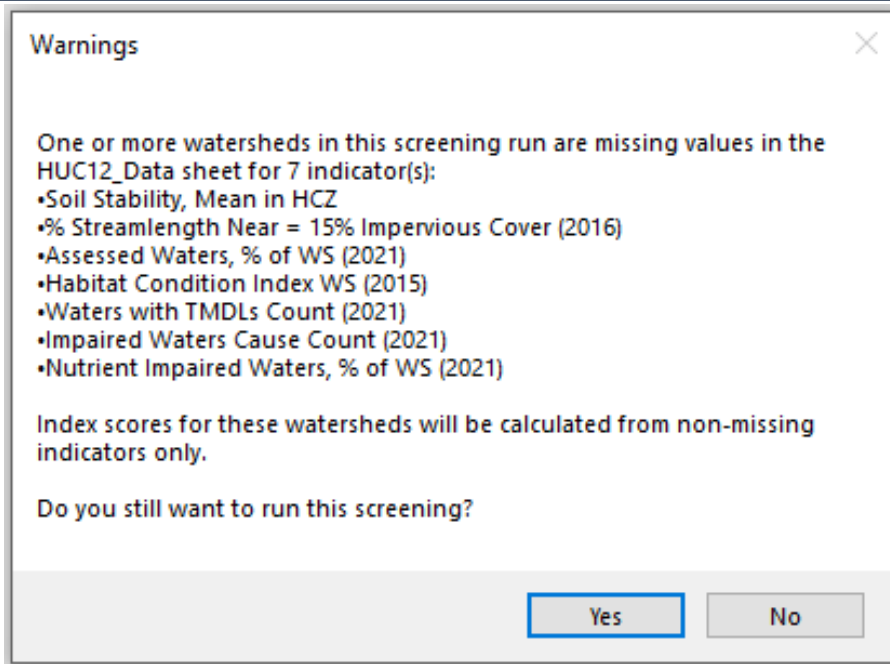 Warnings
One or more watersheds in this screening run are missing values in the
HUC12_Data sheet for 7 indicator(s):
•Soil Stability, Mean in HCZ
•% Streamlength Near = 15% Impervious Cover (2016)
•Assessed Waters, % of WS (2021)
•Habitat Condition Index WS (2015)
•Waters with TMDLs Count (2021)
•Impaired Waters Cause Count (2021)
•Nutrient Impaired Waters, % of WS (2021)
Index scores for these watersheds will be calculated from non-missing
indicators only.
Do you still want to run this screening?
Yes
No